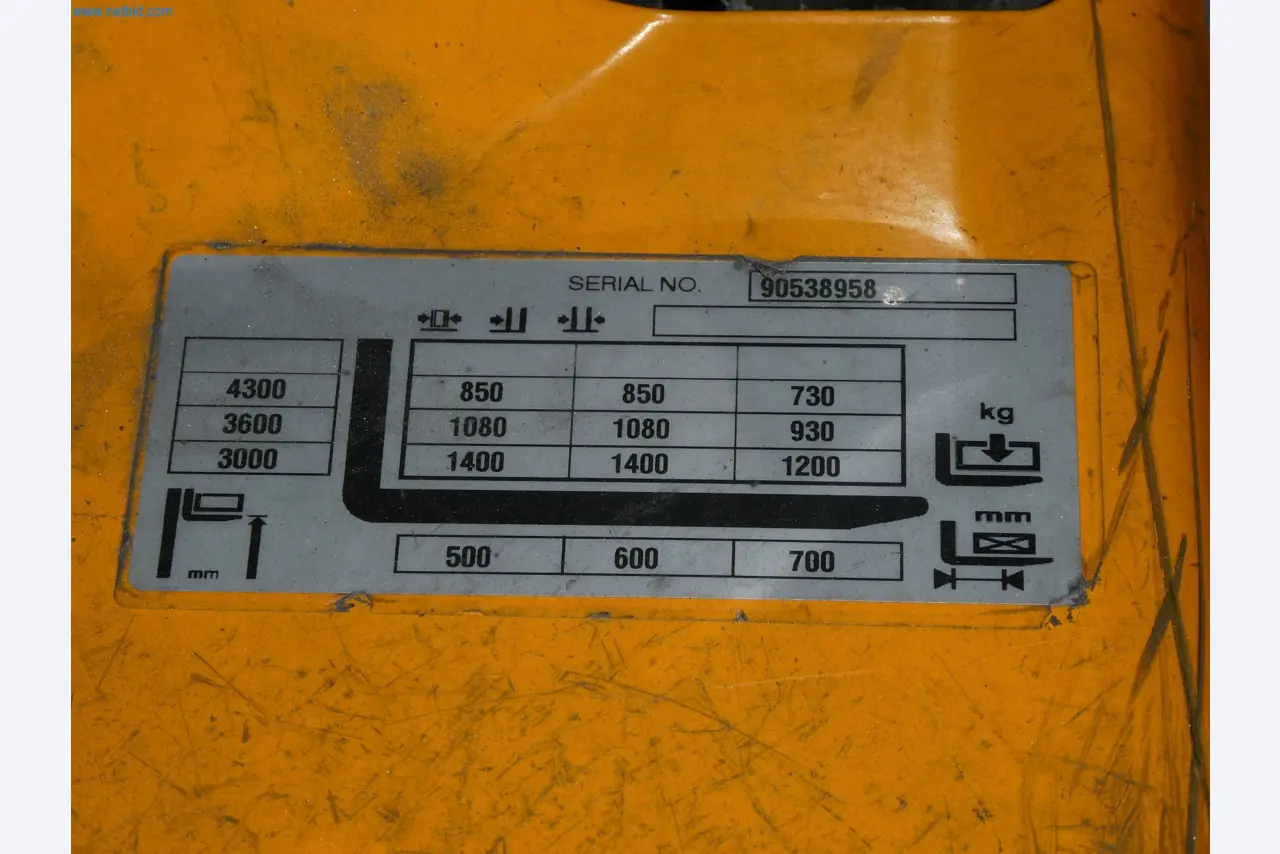 www.netbid.com
SERIAL NO. 90538958
4300 850 850 730
3600 1080 1080 930
3000 1400 1400 1200
kg
mm
500 600 700
mm